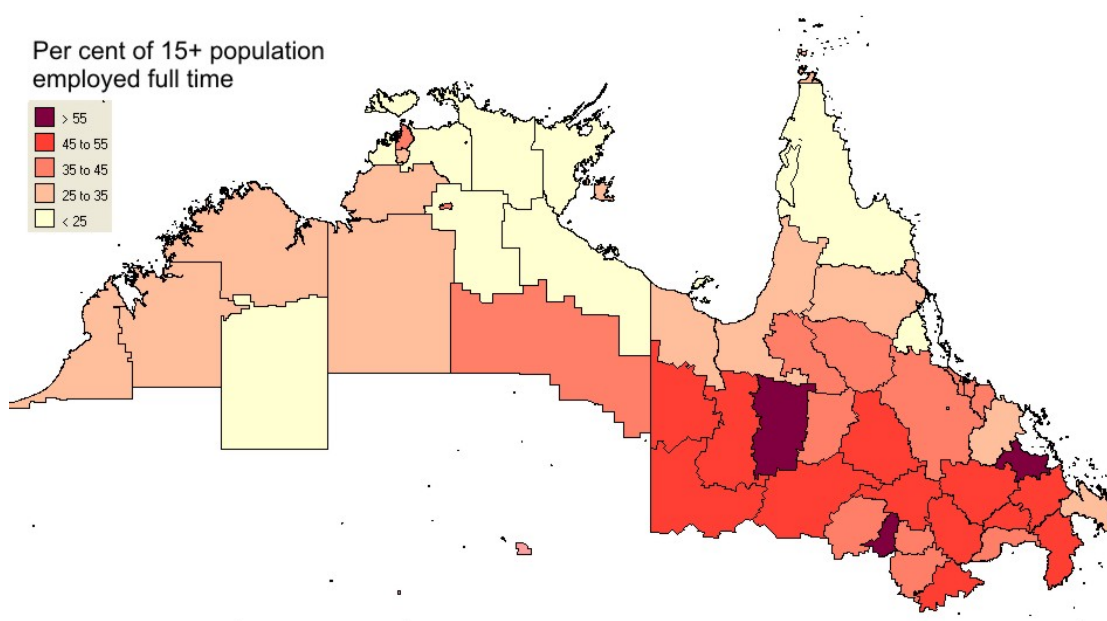 Per cent of 15+ population
employed full time
> 55
45 to 55
35 to 45
25 to 35
< 25